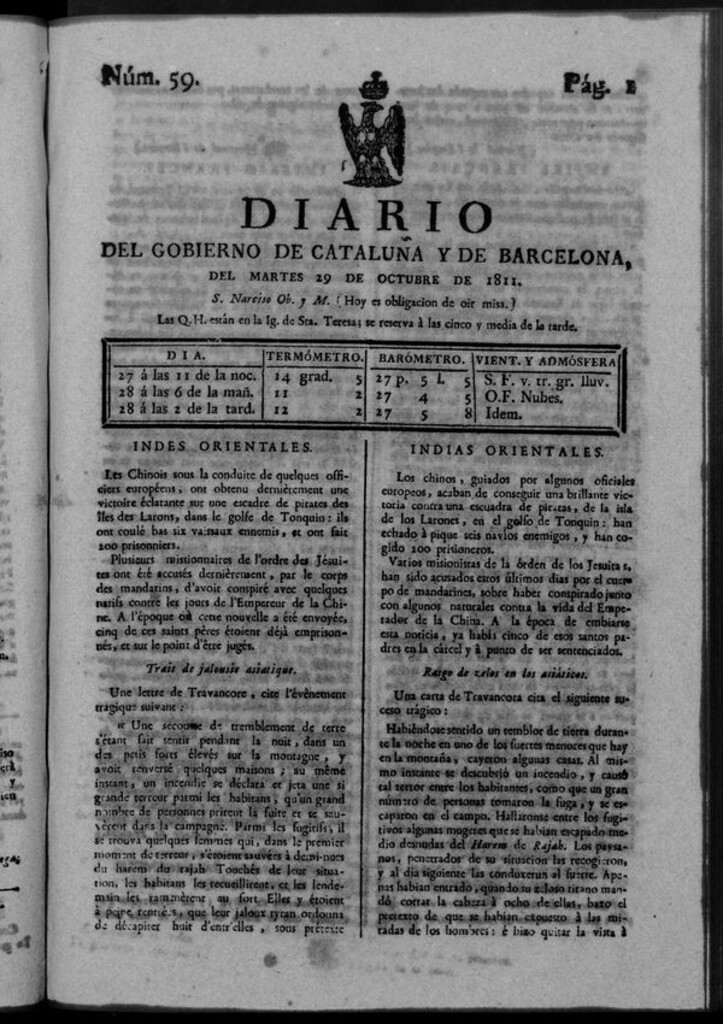 Núm. 59.
Pág. 1
DIARIO
DEL GOBIERNO DE CATALUÑA Y DE BARCELONA,
DEL MARTES 29 DE OCTUBRE DE 1811.
S. Narciso Ob. y M. (Hoy es obligacion de oir misa.)
Las Q.H. están en la Ig. de Sta. Teresa; se reserva à las cinco y media de la tarde.
DIA. TERMÓMETRO. BARÓMETRO. VIENT. Y ADMÓSFERA
27 á las 11 de la noc. 14 grad. 5 27 p. 5 l. 5 S. F. v. tr. gr. lluv.
28 á las 6 de la mañ. 11 2 27 4 5 O.F. Nubes.
28 á las 2 de la tard. 12 2 27 5 8 Idem.
INDES ORIENTALES.
Les Chinois sous la conduite de quelques offi-
ciers européens, ont obtenu dernièrement une
victoire éclatante sur une escadre de pirates des
îles des Larons, dans le golfe de Tonquin: ils
ont coulé bas six vaisseaux ennemis, et ont fait
200 prisonniers.
Plusieurs missionnaires de l'ordre des Jésui-
tes ont été accusés dernièrement, par le corps
des mandarins, d'avoir conspiré avec quelques
natifs contre les jours de l'Empereur de la Chi-
ne. A l'époque où cette nouvelle a été envoyée,
cinq de ces saints pères étoient déjà emprison-
nés, et sur le point d'être jugés.
Trait de jalousie asiatique.
Une lettre de Travancore, cite l'événement
tragique suivant:
" Une secousse de tremblement de terre
s'étant fait sentir pendant la nuit, dans un
des petis forts élevés sur la montagne, y
avoit renversé quelques maisons; au même
instant, un incendie se déclara et jeta une si
grande terreur parmi les habitans, qu'un grand
nombre de personnes prirent la fuite et se sau-
vèrent dans la campagne. Parmi les fugitifs, il
se trouva quelques femmes qui, dans le premier
moment de terreur, s'étoient sauvées à demi-nues
du harem du rajah Touchés de leur situa-
tion, les habitans les recueillirent, et les lende-
main les ramenèrent au fort. Elles y étoient
à peine rentrées, que leur jaloux tyran ordonna
de décapiter huit d'entr'elles, sous prétexte
INDIAS ORIENTALES.
Los chinos, guiados por algunos oficiales
europeos, acaban de conseguir una brillante vic-
toria contra una escuadra de piratas, de la isla
de los Larones, en el golfo de Tonquin: han
echado à pique seis navios enemigos, y han co-
gido 200 prisioneros.
Varios misionistas de la órden de los Jesuitas,
han sido acusados estos últimos dias por el cuer-
po de mandarines, sobre haber conspirado junto
con algunos naturales contra la vida del Empe-
rador de la China. A la época de embiarse
esta noticia, ya habia cinco de esos santos pa-
dres en la cárcel y á punto de ser sentenciados.
Rasgo de zelos en los asiáticos.
Una carta de Travancora cita el siguiente su-
ceso trágico:
Habiéndose sentido un temblor de tierra duran-
te la noche en uno de los fuertes menores que hay
en la montaña, cayeron algunas casas. Al mis-
mo instante se descubrió un incendio, y causó
tal terror entre los habitantes, como que un gran
número de personas tomaron la fuga, y se es-
caparon en el campo. Hallaronse entre los fugi-
tivos algunas mugeres que se habian escapado me-
dio desnudas del Harem de Rajab. Los paysa-
nos, penetrados de su situacion las recogieron,
y al dia siguiente las conduxerun al fuerte. Ape-
nas habian entrado, quando su zeloso tirano man-
dó cortar la cabeza à ocho de ellas, baxo el
pretexto de que se habian expuesto à las mi-
radas de los hombres: é hizo quitar la vista à